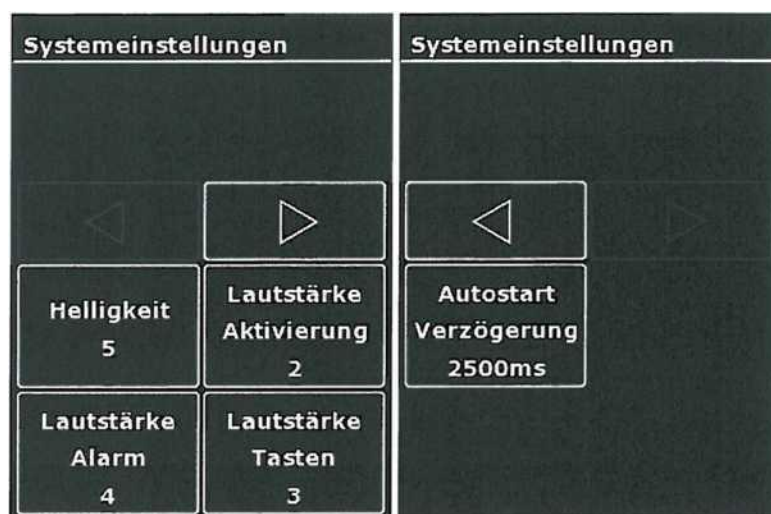 Systemeinstellungen
Helligkeit
5
Lautstärke
Aktivierung
2
Lautstärke
Alarm
4
Lautstärke
Tasten
3
Systemeinstellungen
Autostart
Verzögerung
2500ms